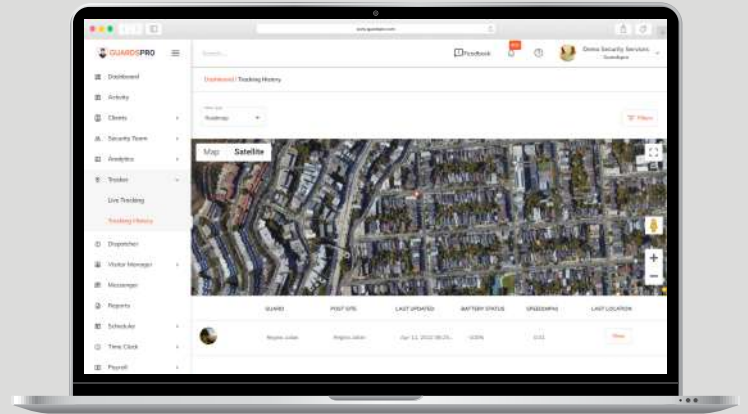 GUARDSPRO
Search...
Feedback
Demo Security Services
Dashboard
Dashboard / Tracking History
Activity
Clients
Roadmap
Filters
Security Team
Map
Satellite
Analytics
Tracker
Live Tracking
Tracking History
Dispatcher
Visitor Manager
Messenger
Reports
GUARD
POST SITE
LAST UPDATED
BATTERY STATUS
LAST LOCATION
Scheduler
Time Clock
View
Payroll